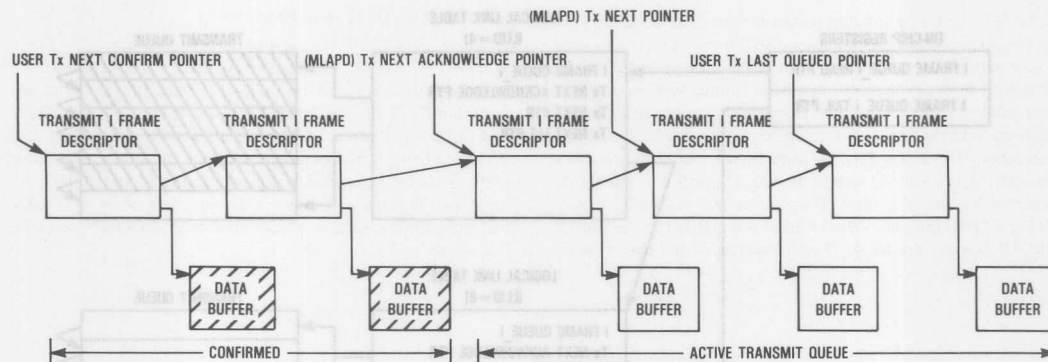 (MLAPD) Tx NEXT POINTER
USER Tx NEXT CONFIRM POINTER
(MLAPD) Tx NEXT ACKNOWLEDGE POINTER
USER Tx LAST QUEUED POINTER
TRANSMIT I FRAME
DESCRIPTOR
TRANSMIT I FRAME
DESCRIPTOR
TRANSMIT I FRAME
DESCRIPTOR
TRANSMIT I FRAME
DESCRIPTOR
TRANSMIT I FRAME
DESCRIPTOR
DATA
BUFFER
DATA
BUFFER
DATA
BUFFER
DATA
BUFFER
DATA
BUFFER
CONFIRMED
ACTIVE TRANSMIT QUEUE